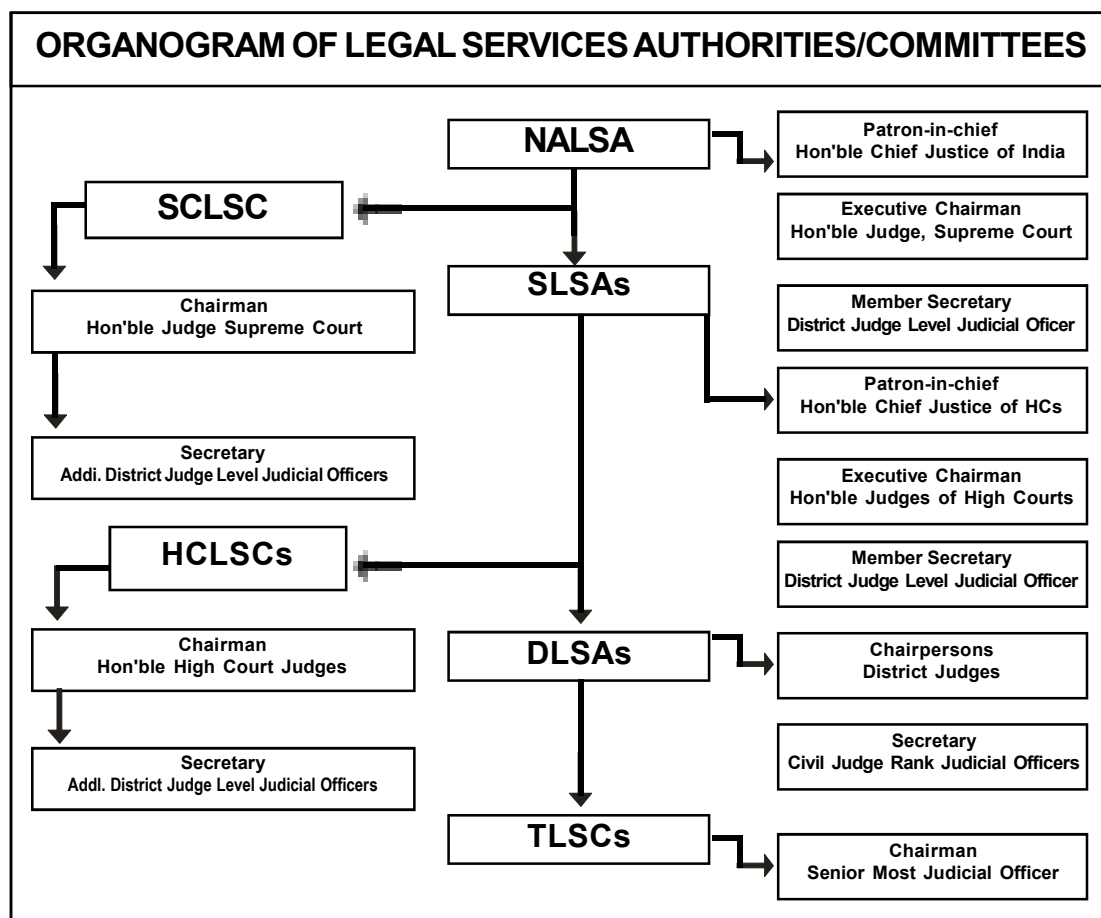 ORGANOGRAM OF LEGAL SERVICES AUTHORITIES/COMMITTEES
NALSA
Patron-in-chief
Hon'ble Chief Justice of India
SCLSC
Executive Chairman
Hon'ble Judge, Supreme Court
SLSAs
Chairman
Hon'ble Judge Supreme Court
Member Secretary
District Judge Level Judicial Oficer
Patron-in-chief
Hon'ble Chief Justice of HCs
Secretary
Addi. District Judge Level Judicial Officers
Executive Chairman
Hon'ble Judges of High Courts
HCLSCs
Member Secretary
District Judge Level Judicial Officer
Chairman
Hon'ble High Court Judges
DLSAs
Chairpersons
District Judges
Secretary
Civil Judge Rank Judicial Officers
Secretary
Addl. District Judge Level Judicial Officers
TLSCs
Chairman
Senior Most Judicial Officer